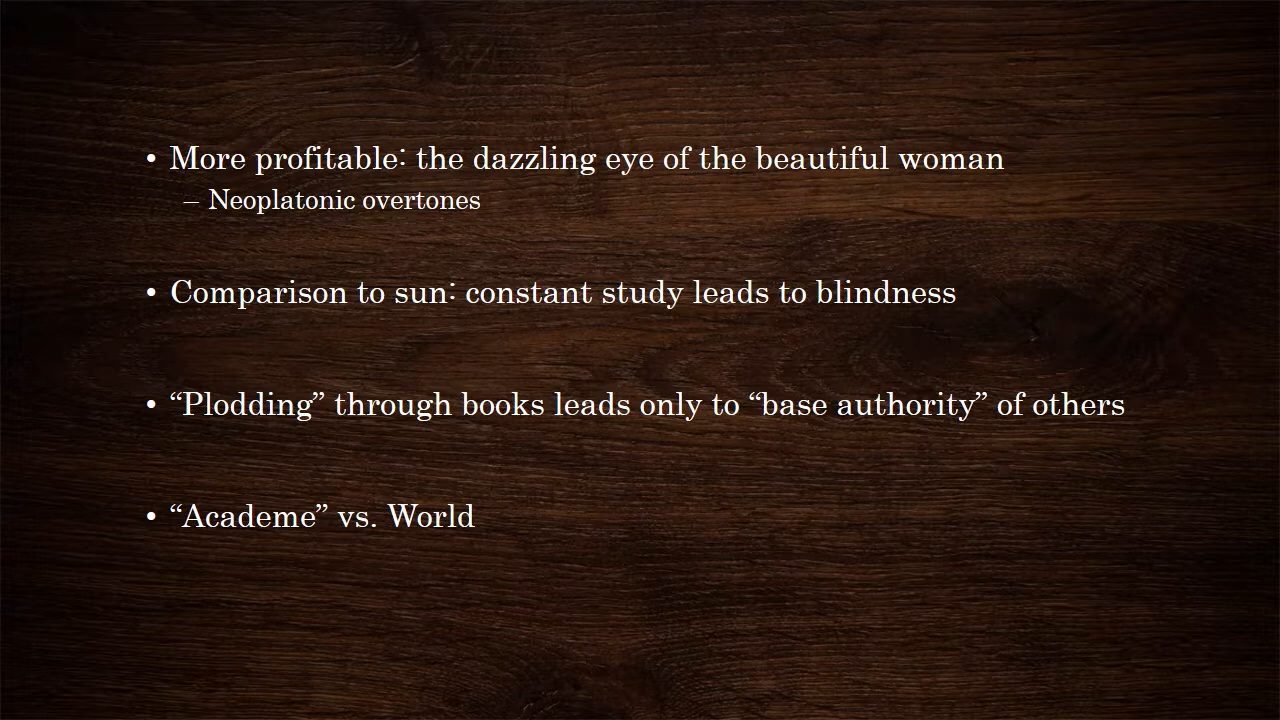 • More profitable: the dazzling eye of the beautiful woman
– Neoplatonic overtones
• Comparison to sun: constant study leads to blindness
• “Plodding” through books leads only to “base authority” of others
• “Academe” vs. World